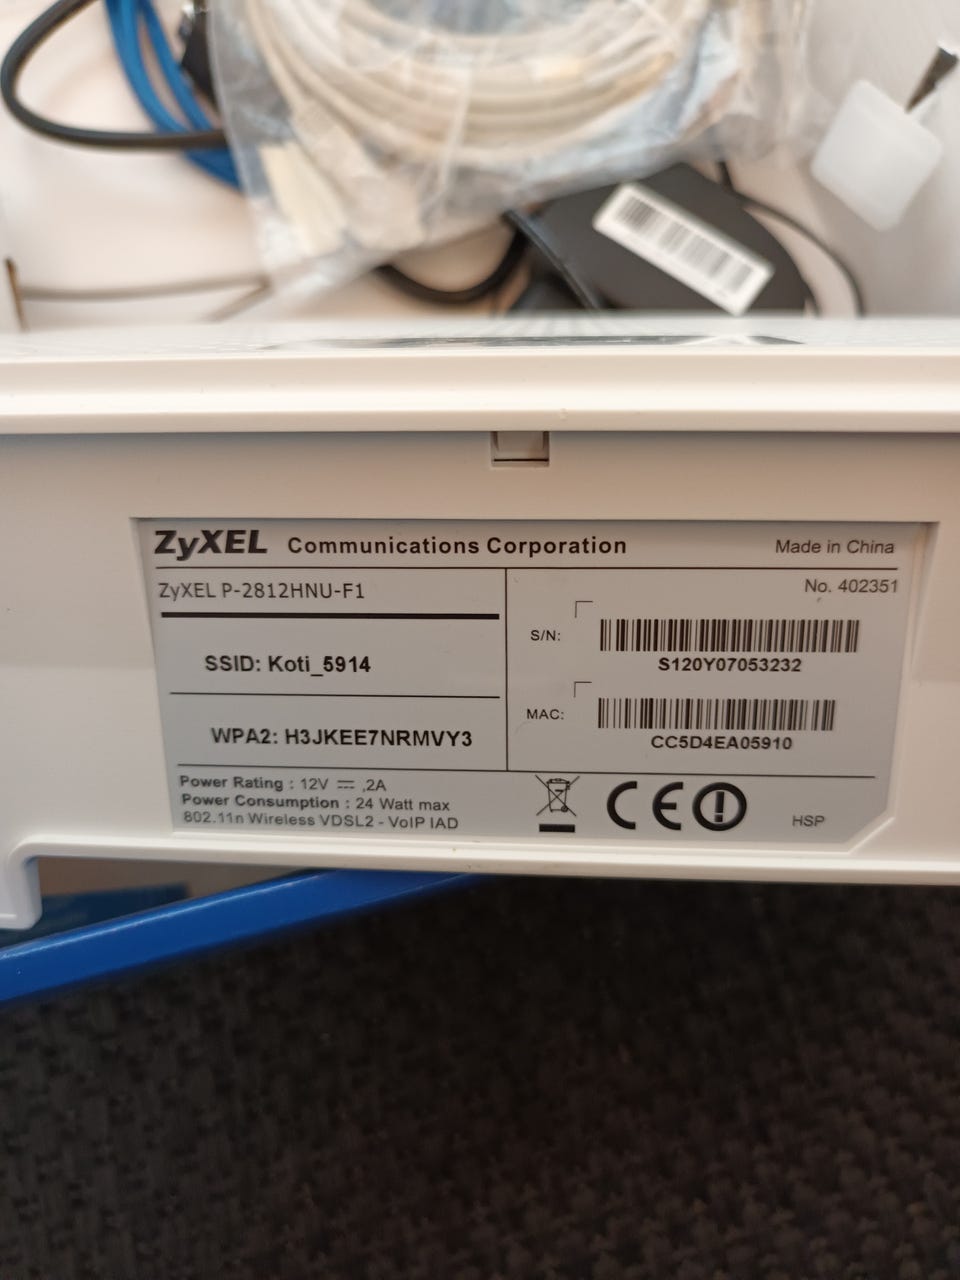 ZyXEL Communications Corporation Made in China
ZyXEL P-2812HNU-F1
No. 402351
SSID: Koti_5914
S/N:
S120Y07053232
WPA2: H3JKEE7NRMVY3
MAC:
CC5D4EA05910
Power Rating : 12V ⎓ ,2A
Power Consumption : 24 Watt max
802.11n Wireless VDSL2 - VoIP IAD
CE
HSP